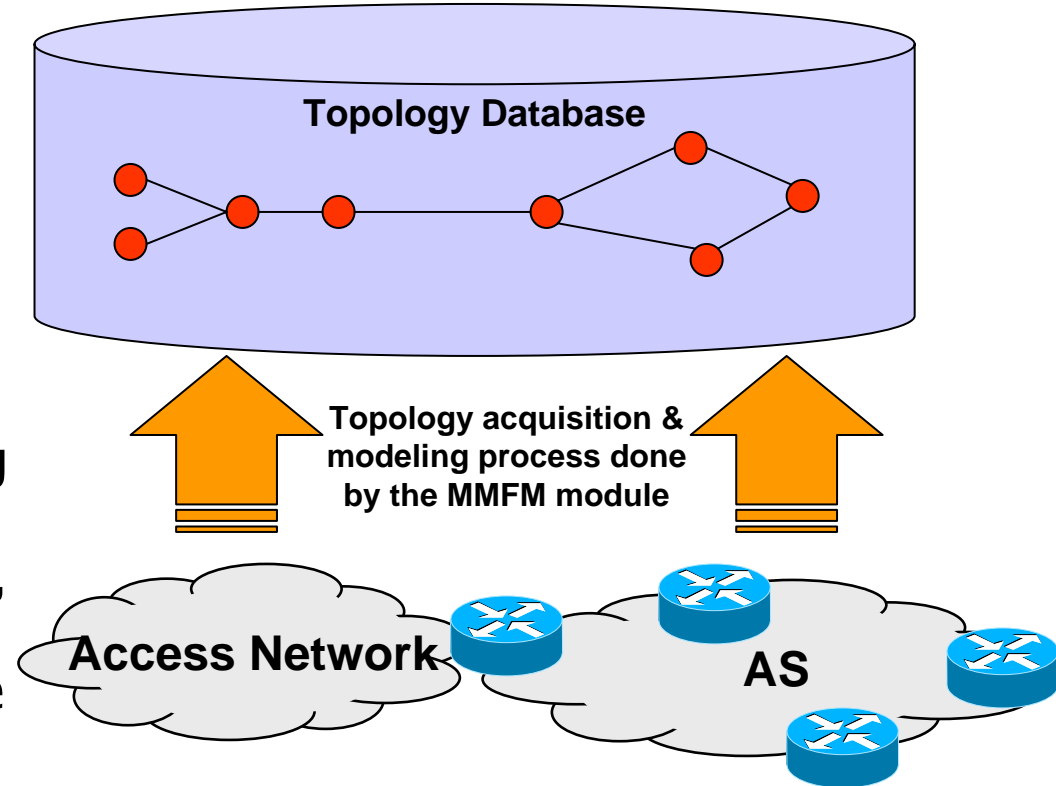 Topology Database
Topology acquisition &
modeling process done
by the MMFM module
g
,
e
Access Network
AS